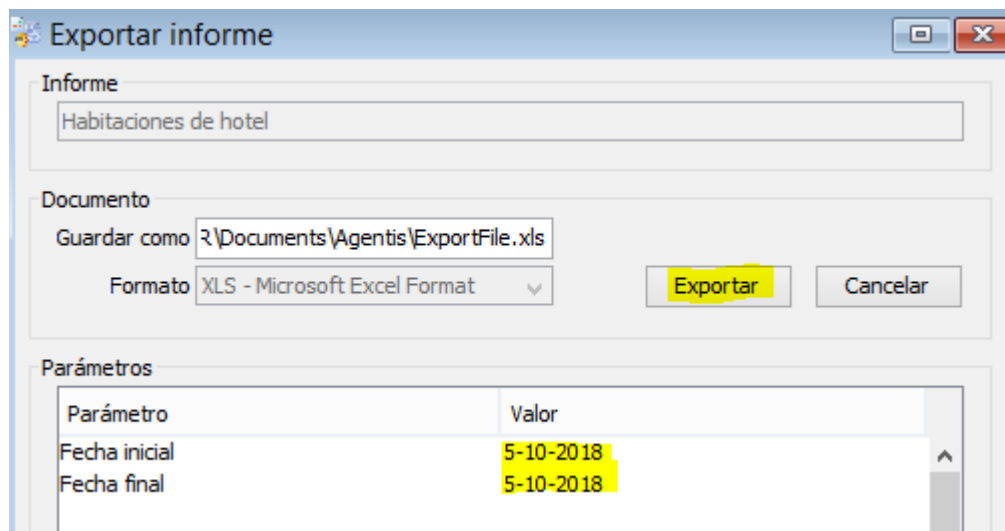 Exportar informe
Informe
Habitaciones de hotel
Documento
Guardar como R\Documents\Agentis\ExportFile.xls
Formato XLS - Microsoft Excel Format Exportar Cancelar
Parámetros
Parámetro Valor
Fecha inicial 5-10-2018
Fecha final 5-10-2018